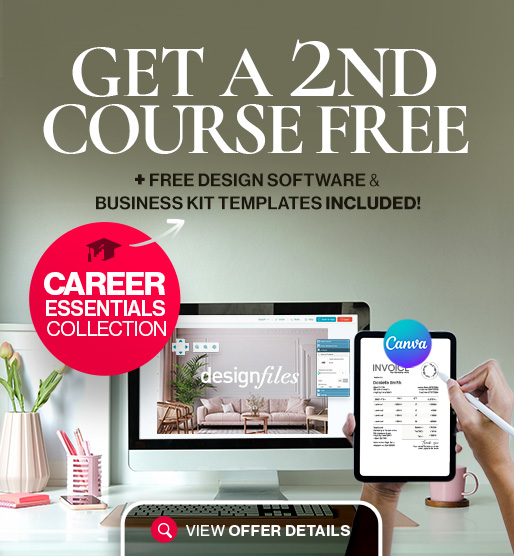 GET A 2ND
COURSE FREE
+ FREE DESIGN SOFTWARE &
BUSINESS KIT TEMPLATES INCLUDED!
CAREER
ESSENTIALS
COLLECTION
designfiles
Canva
INVOICE
VIEW OFFER DETAILS